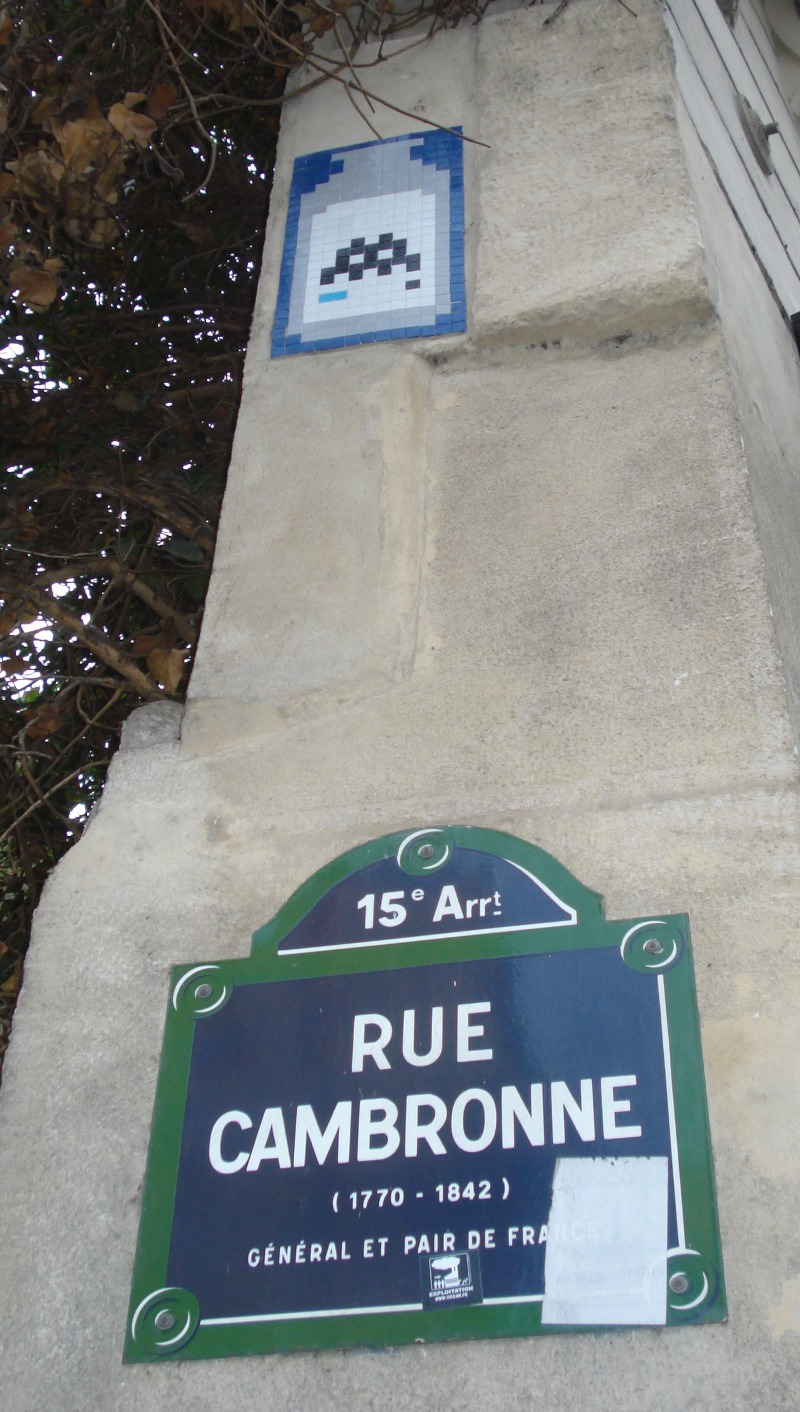 15e Arrt
RUE
CAMBRONNE
(1770 - 1842)
GÉNÉRAL ET PAIR DE FRANCE
EXPLOITATION